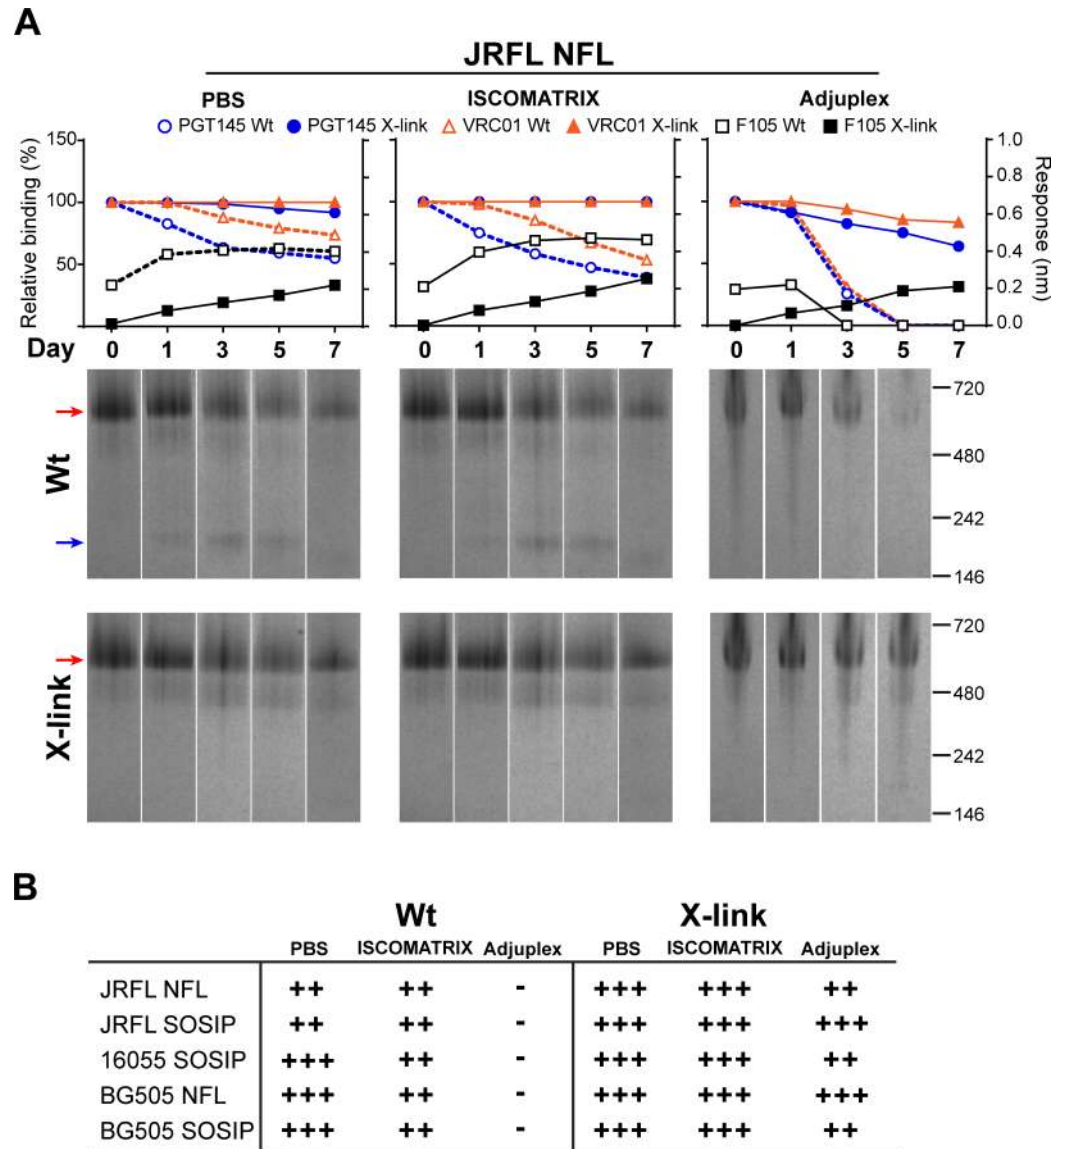 A
JRFL NFL
PBS ISCOMATRIX Adjuplex
PGT145 Wt PGT145 X-link VRC01 Wt VRC01 X-link F105 Wt F105 X-link
Relative binding (%)
150
100
50
1.0
0.8
0.6
0.4
0.2
0.0
Response (nm)
Day 0 1 3 5 7 0 1 3 5 7 0 1 3 5 7
Wt
720
480
242
146
X-link
720
480
242
146
B
Wt X-link
PBS ISCOMATRIX Adjuplex PBS ISCOMATRIX Adjuplex
JRFL NFL ++ ++ - +++ +++ ++
JRFL SOSIP ++ ++ - +++ +++ +++
16055 SOSIP +++ ++ - +++ +++ ++
BG505 NFL +++ ++ - +++ +++ +++
BG505 SOSIP +++ ++ - +++ +++ ++